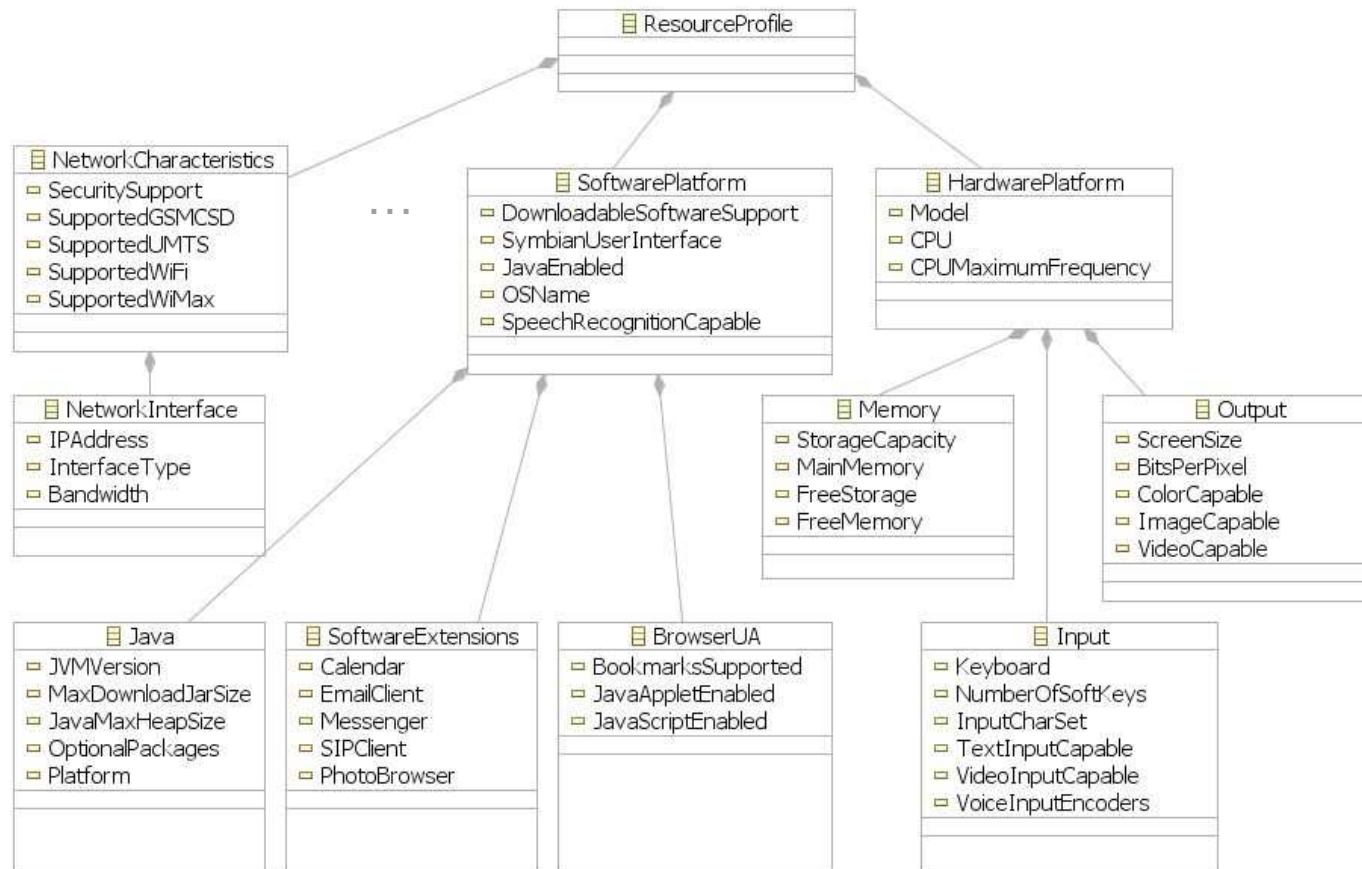 ResourceProfile
NetworkCharacteristics
SecuritySupport
SupportedGSMCSD
SupportedUMTS
SupportedWiFi
SupportedWiMax
...
SoftwarePlatform
DownloadableSoftwareSupport
SymbianUserInterface
JavaEnabled
OSName
SpeechRecognitionCapable
HardwarePlatform
Model
CPU
CPUMaximumFrequency
NetworkInterface
IPAddress
InterfaceType
Bandwidth
Memory
StorageCapacity
MainMemory
FreeStorage
FreeMemory
Output
ScreenSize
BitsPerPixel
ColorCapable
ImageCapable
VideoCapable
Java
JVMVersion
MaxDownloadJarSize
JavaMaxHeapSize
OptionalPackages
Platform
SoftwareExtensions
Calendar
EmailClient
Messenger
SIPClient
PhotoBrowser
BrowserUA
BookmarksSupported
JavaAppletEnabled
JavaScriptEnabled
Input
Keyboard
NumberOfSoftKeys
InputCharSet
TextInputCapable
VideoInputCapable
VoiceInputEncoders